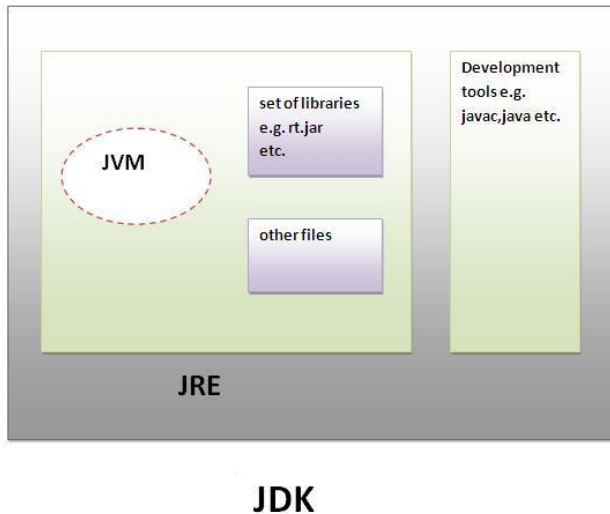 JVM
set of libraries
e.g. rt.jar
etc.
other files
Development
tools e.g.
javac,java etc.
JRE
JDK